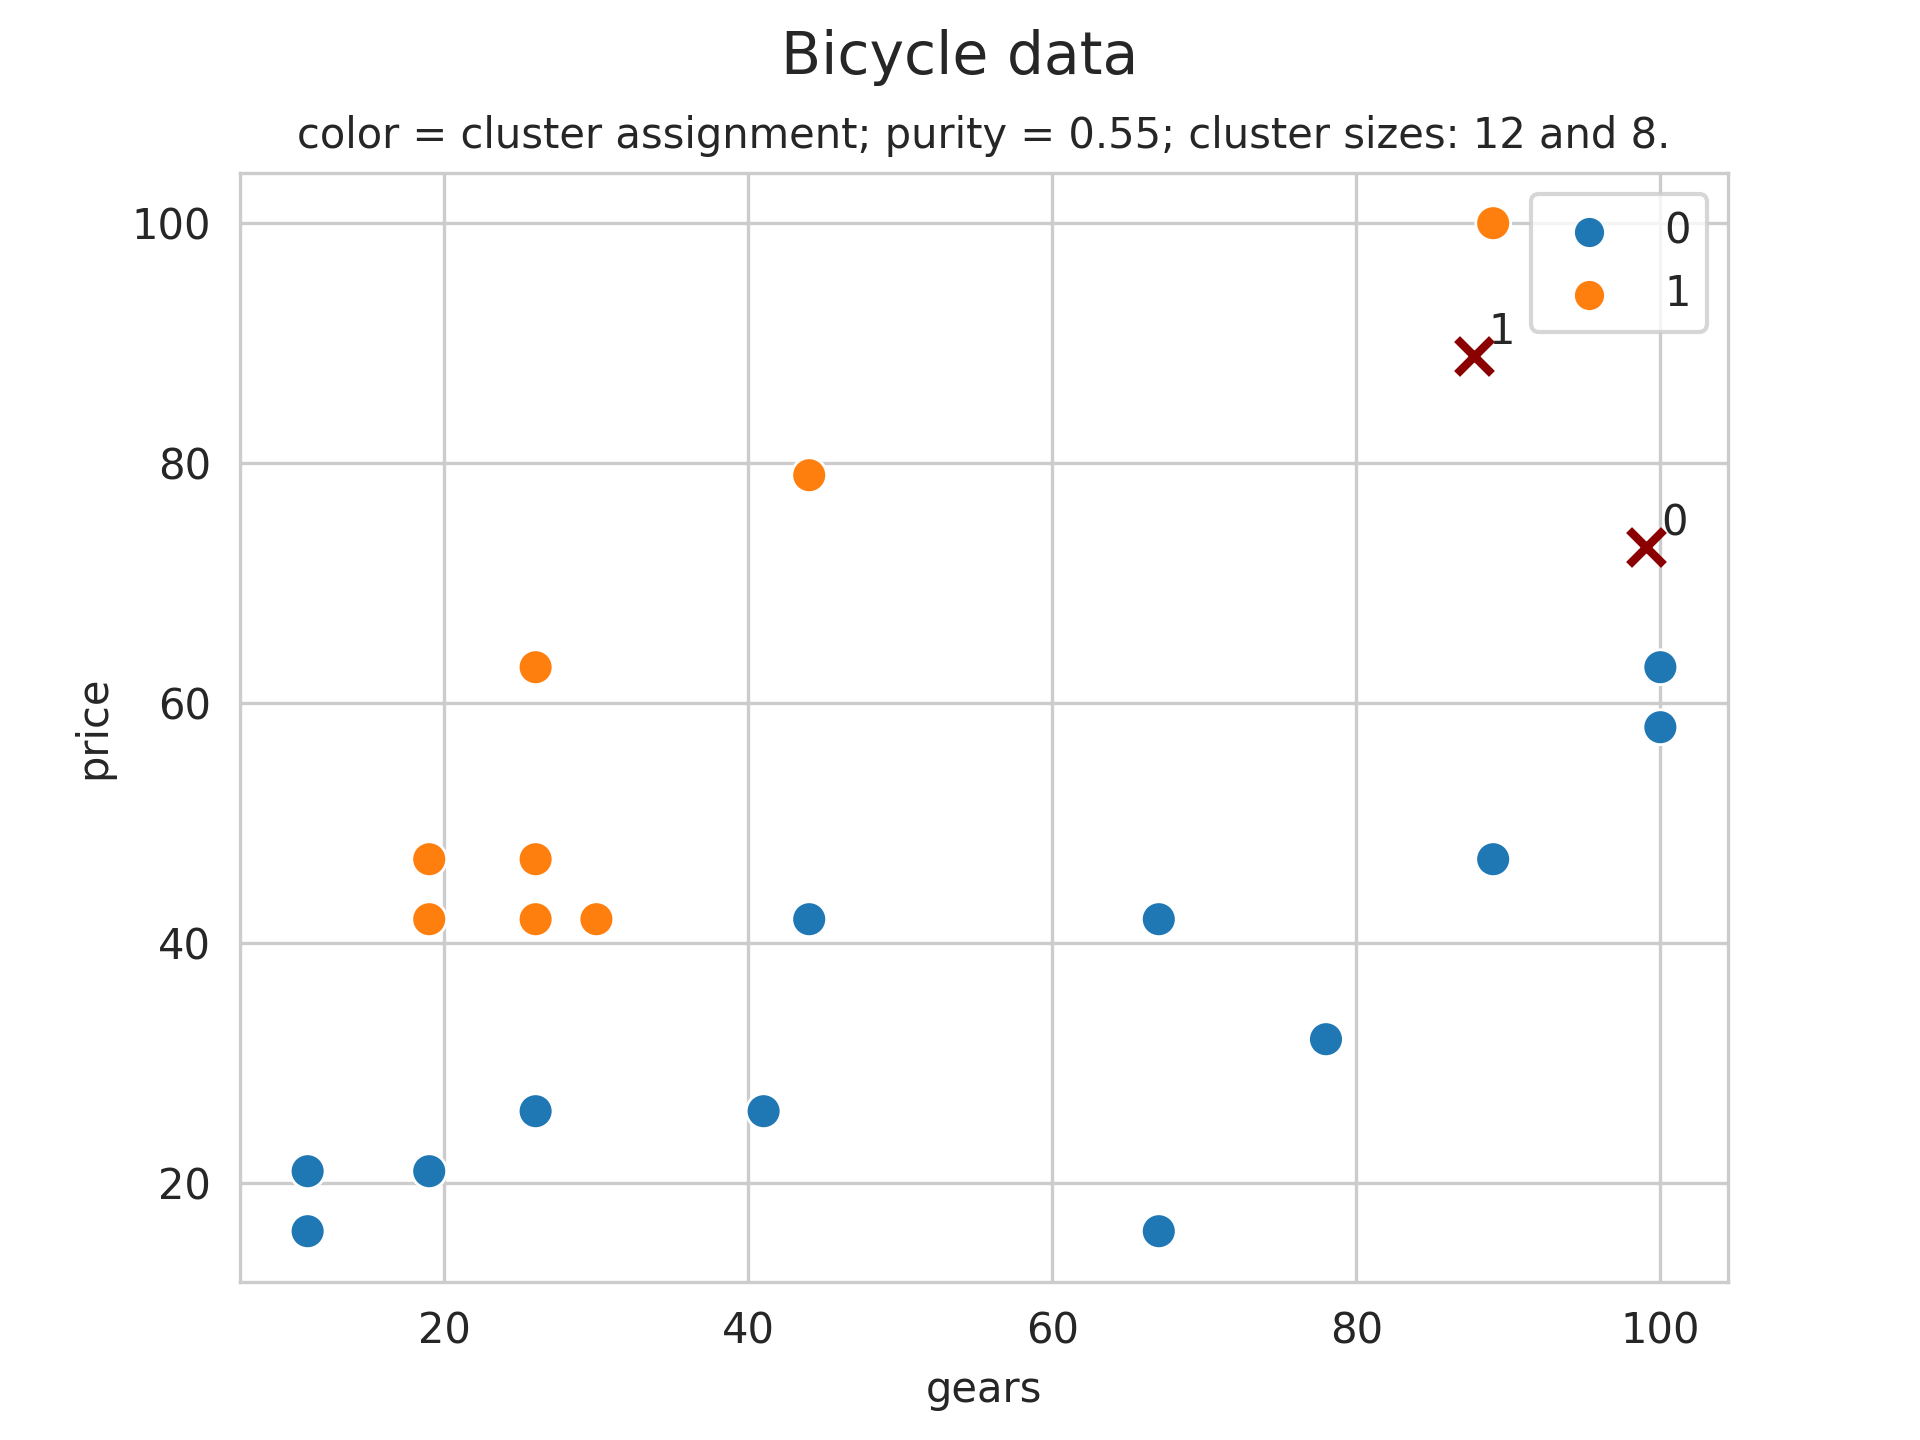 Bicycle data
color = cluster assignment; purity = 0.55; cluster sizes: 12 and 8.
100
0
1
1
80
0
60
price
40
20
20 40 60 80 100
gears